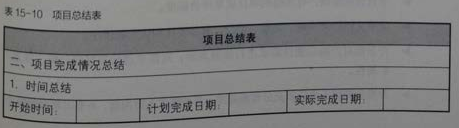 表15-10 项目总结表
项目总结表
二、项目完成情况总结
1. 时间总结
开始时间: 计划完成日期: 实际完成日期: